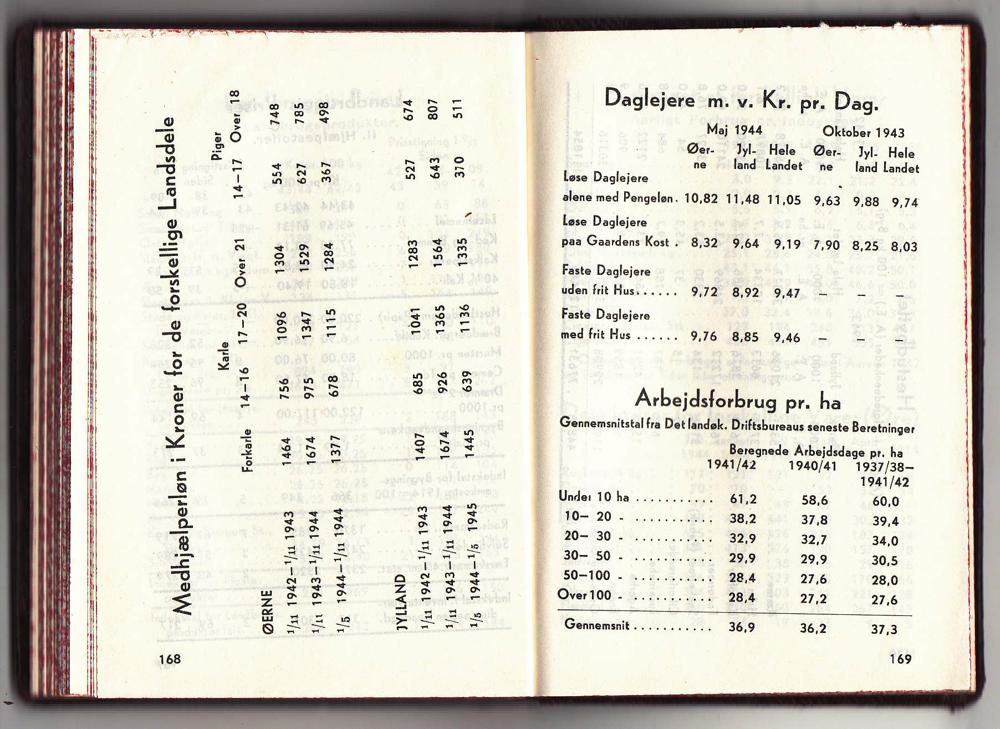 Medhjælperløn i Kroner for de forskellige Landsdele
Karle Piger
Forkarle 14—16 17—20 Over 21 14—17 Over 18
ØERNE
1/11 1942—1/11 1943 1464 756 1096 1304 554 748
1/11 1943—1/11 1944 1674 975 1347 1529 627 785
1/5 1944—1/11 1944 1377 678 1115 1284 367 498
JYLLAND
1/11 1942—1/11 1943 1407 685 1041 1283 527 674
1/11 1943—1/11 1944 1674 926 1365 1564 643 807
1/5 1944—1/5 1945 1445 639 1136 1335 370 511
168
Daglejere m. v. Kr. pr. Dag.
Maj 1944 Oktober 1943
Øer- Jyl- Hele Øer- Jyl- Hele
ne land Landet ne land Landet
Løse Daglejere
alene med Pengeløn. 10,82 11,48 11,05 9,63 9,88 9,74
Løse Daglejere
paa Gaardens Kost . 8,32 9,64 9,19 7,90 8,25 8,03
Faste Daglejere
uden frit Hus...... 9,72 8,92 9,47 — — —
Faste Daglejere
med frit Hus ...... 9,76 8,85 9,46 — — —
Arbejdsforbrug pr. ha
Gennemsnitstal fra Det landøk. Driftsbureaus seneste Beretninger
Beregnede Arbejdsdage pr. ha
1941/42 1940/41 1937/38—
1941/42
Under 10 ha ........... 61,2 58,6 60,0
10— 20 - ........... 38,2 37,8 39,4
20— 30 - ........... 32,9 32,7 34,0
30— 50 - ........... 29,9 29,9 30,5
50—100 - ........... 28,4 27,6 28,0
Over 100 - ........... 28,4 27,2 27,6
Gennemsnit ........... 36,9 36,2 37,3
169